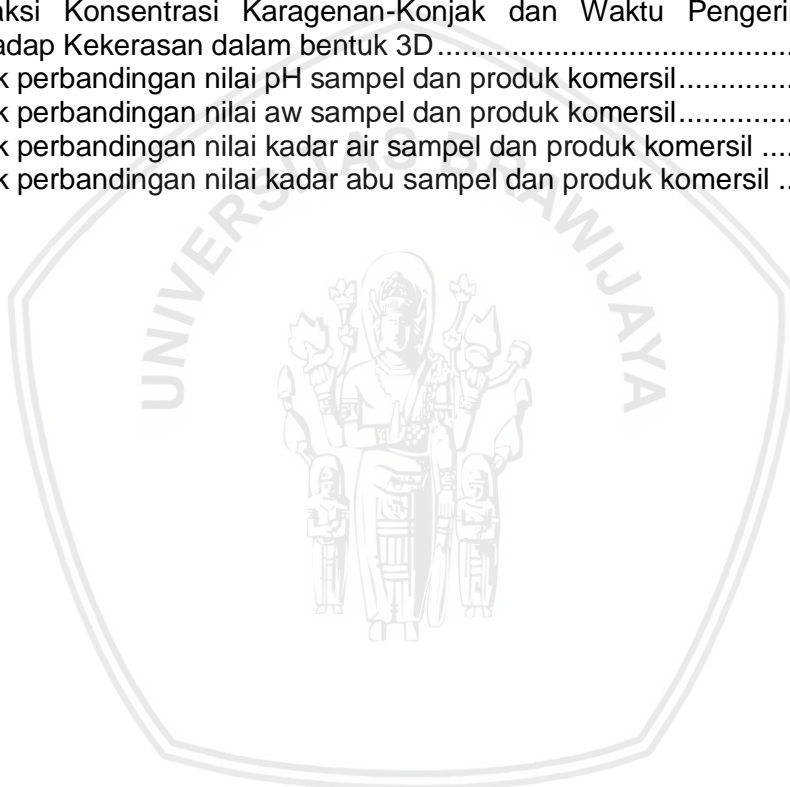 aksi Konsentrasi Karagenan-Konjak dan Waktu Pengeri
adap Kekerasan dalam bentuk 3D.............................................
k perbandingan nilai pH sampel dan produk komersil..............
k perbandingan nilai aw sampel dan produk komersil..............
k perbandingan nilai kadar air sampel dan produk komersil ....
k perbandingan nilai kadar abu sampel dan produk komersil ..
UNIVERSITAS BRAWIJAYA